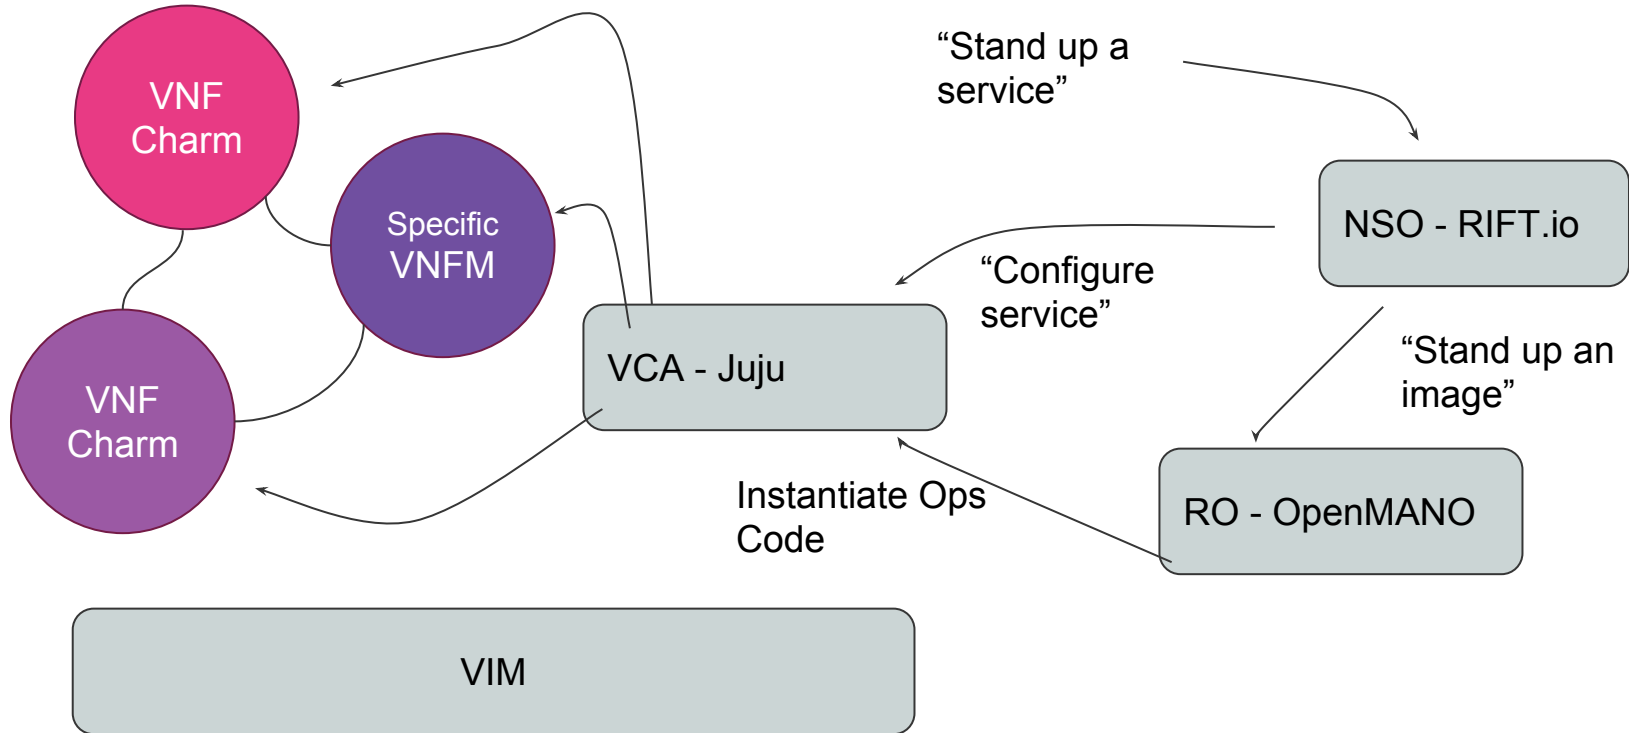 VNF
Charm
Specific
VNFM
VNF
Charm
“Stand up a
service”
NSO - RIFT.io
“Configure
service”
VCA - Juju
“Stand up an
image”
RO - OpenMANO
Instantiate Ops
Code
VIM